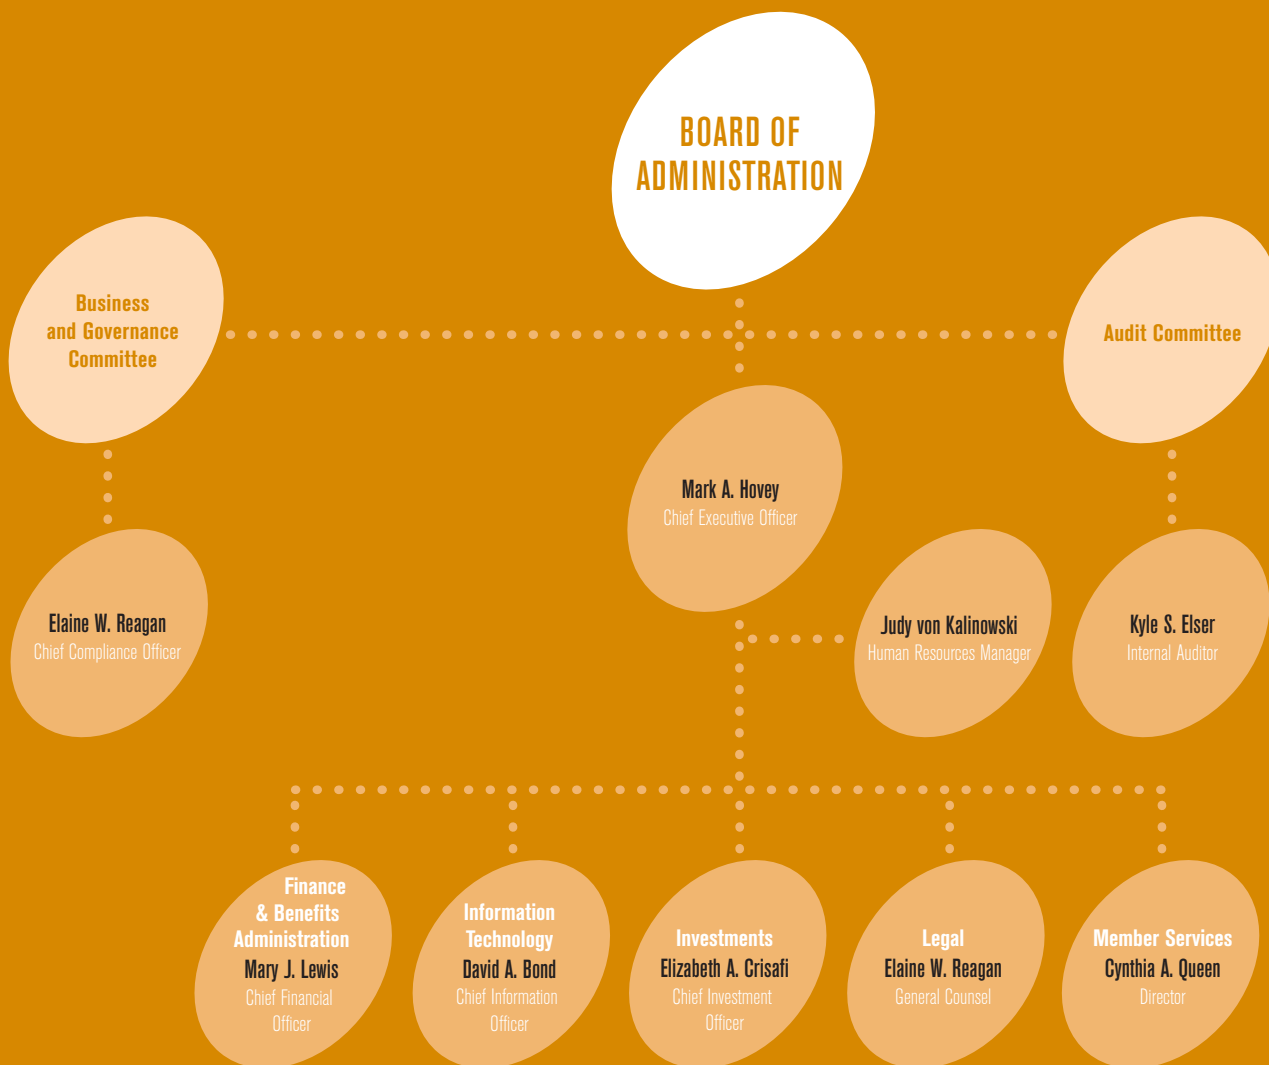 BOARD OF
ADMINISTRATION
Business
and Governance
Committee
Audit Committee
Mark A. Hovey
Chief Executive Officer
Elaine W. Reagan
Chief Compliance Officer
Judy von Kalinowski
Human Resources Manager
Kyle S. Elser
Internal Auditor
Finance
& Benefits
Administration
Mary J. Lewis
Chief Financial
Officer
Information
Technology
David A. Bond
Chief Information
Officer
Investments
Elizabeth A. Crisafi
Chief Investment
Officer
Legal
Elaine W. Reagan
General Counsel
Member Services
Cynthia A. Queen
Director